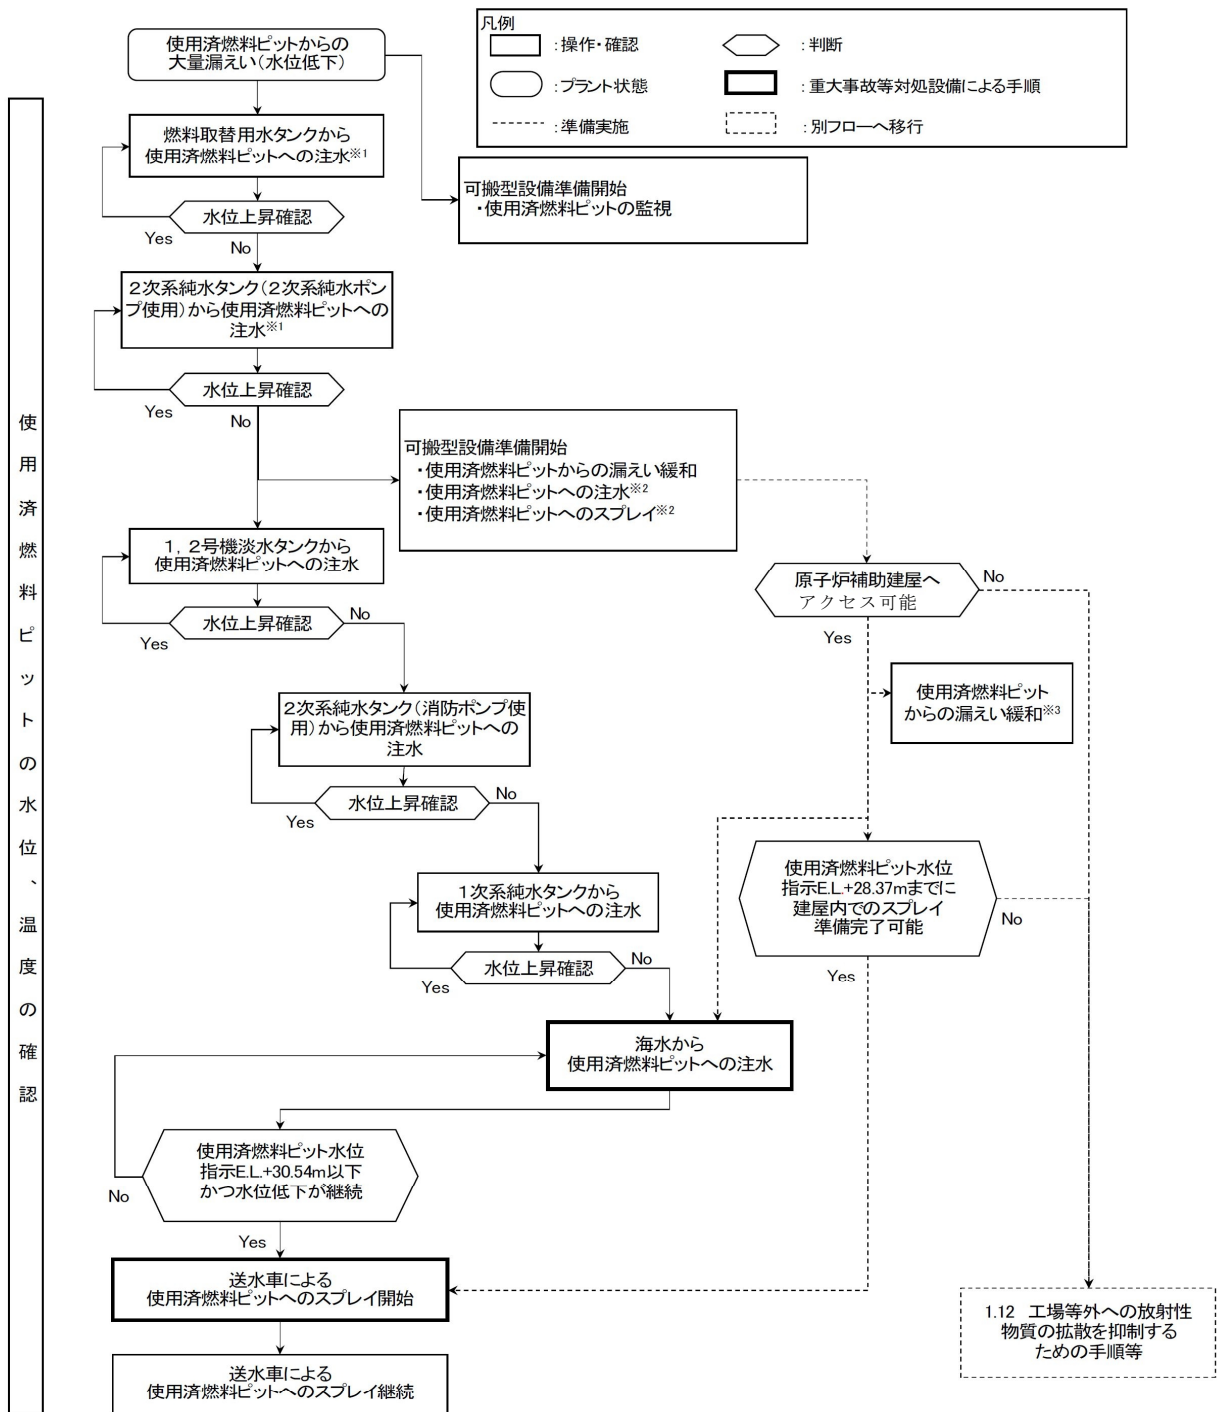 使用済燃料ピットからの
大量漏えい(水位低下)
凡例
:操作・確認
:判断
:プラント状態
:重大事故等対処設備による手順
:準備実施
:別フローへ移行
燃料取替用水タンクから
使用済燃料ピットへの注水※1
可搬型設備準備開始
・使用済燃料ピットの監視
水位上昇確認
Yes
No
2次系純水タンク(2次系純水ポン
プ使用)から使用済燃料ピットへの
注水※1
水位上昇確認
Yes
No
可搬型設備準備開始
・使用済燃料ピットからの漏えい緩和
・使用済燃料ピットへの注水※2
・使用済燃料ピットへのスプレイ※2
1,2号機淡水タンクから
使用済燃料ピットへの注水
水位上昇確認
Yes
No
原子炉補助建屋へ
アクセス可能
No
Yes
使用済燃料ピット
からの漏えい緩和※3
2次系純水タンク(消防ポンプ使
用)から使用済燃料ピットへの
注水
水位上昇確認
Yes
No
使用済燃料ピット水位
指示E.L.+28.37mまでに
建屋内でのスプレイ
準備完了可能
No
Yes
1次系純水タンクから
使用済燃料ピットへの注水
水位上昇確認
Yes
No
海水から
使用済燃料ピットへの注水
使用済燃料ピット水位
指示E.L.+30.54m以下
かつ水位低下が継続
No
Yes
送水車による
使用済燃料ピットへのスプレイ開始
送水車による
使用済燃料ピットへのスプレイ継続
1.12 工場等外への放射性
物質の拡散を抑制する
ための手順等
使用済燃料ピットの水位、温度の確認